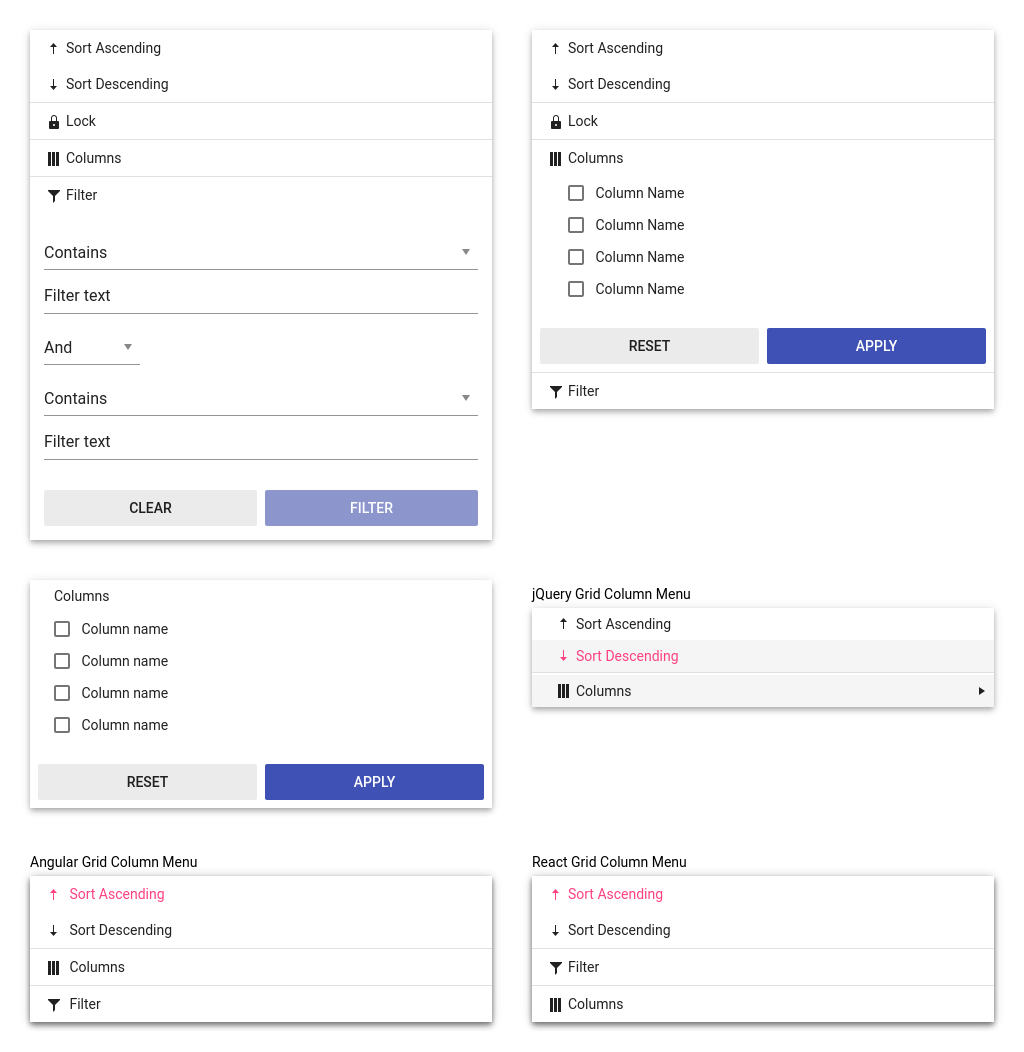 Sort Ascending
Sort Descending
Lock
Columns
Filter
Contains
Filter text
And
Contains
Filter text
CLEAR FILTER
Sort Ascending
Sort Descending
Lock
Columns
Column Name
Column Name
Column Name
Column Name
RESET APPLY
Filter
Columns
Column name
Column name
Column name
Column name
RESET APPLY
jQuery Grid Column Menu
Sort Ascending
Sort Descending
Columns
Angular Grid Column Menu
Sort Ascending
Sort Descending
Columns
Filter
React Grid Column Menu
Sort Ascending
Sort Descending
Filter
Columns